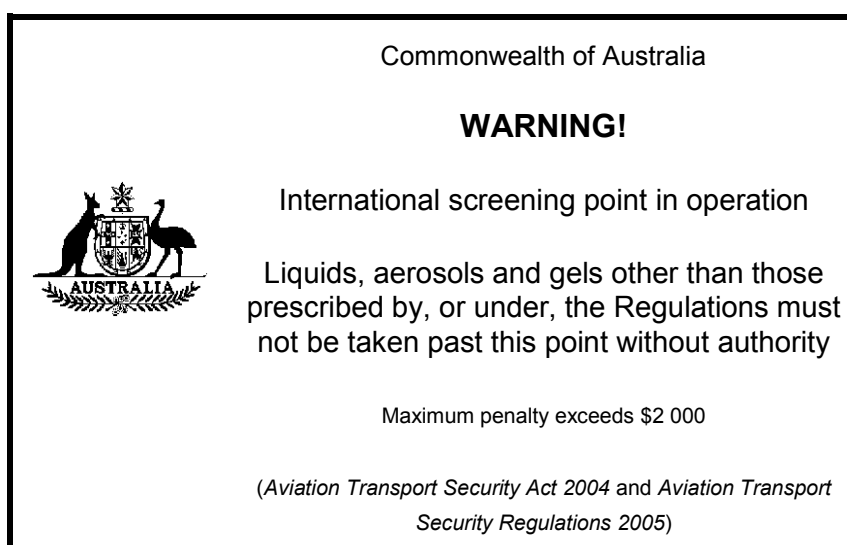 Commonwealth of Australia
WARNING!
International screening point in operation
AUSTRALIA
Liquids, aerosols and gels other than those
prescribed by, or under, the Regulations must
not be taken past this point without authority
Maximum penalty exceeds $2 000
(Aviation Transport Security Act 2004 and Aviation Transport
Security Regulations 2005)